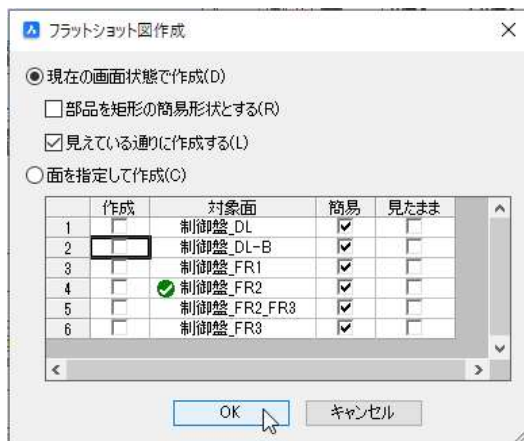 フラットショット図作成
現在の画面状態で作成(D)
部品を矩形の簡易形状とする(R)
見えている通りに作成する(L)
面を指定して作成(C)
作成 対象面 簡易 見たまま
1 制御盤_DL
2 制御盤_DL-B
3 制御盤_FR1
4 制御盤_FR2
5 制御盤_FR2_FR3
6 制御盤_FR3
OK キャンセル